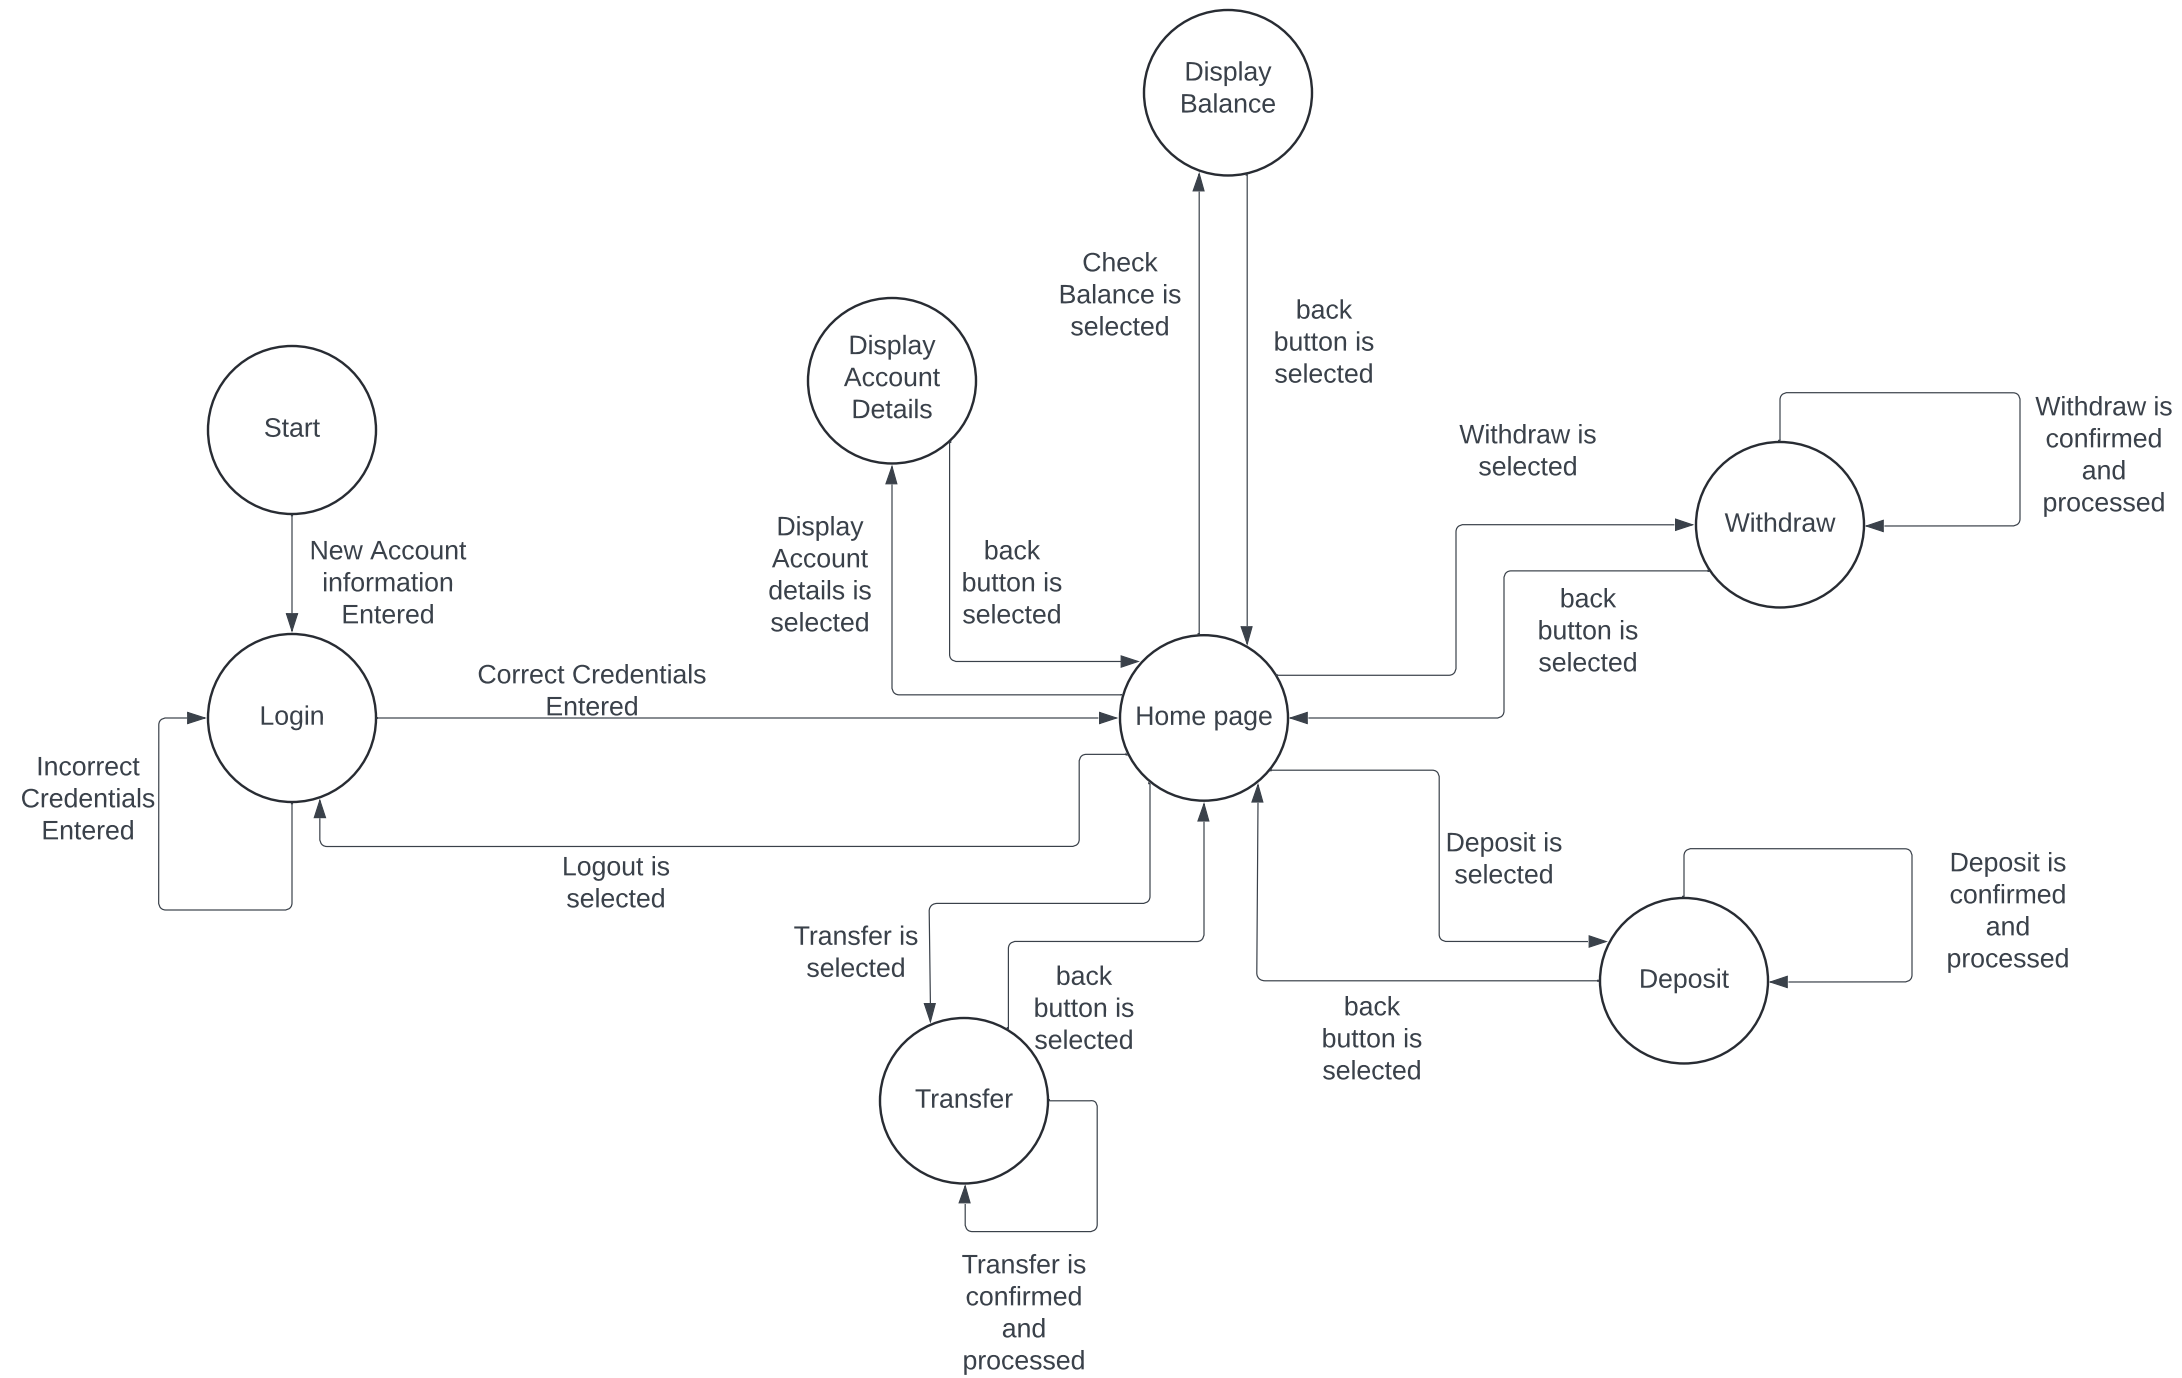 Display
Balance
Check
Balance is
selected
back
button is
selected
Display
Account
Details
Start
Withdraw is
selected
Withdraw is
confirmed
and
processed
Withdraw
New Account
information
Entered
Display
Account
details is
selected
back
button is
selected
back
button is
selected
Correct Credentials
Entered
Login
Home page
Incorrect
Credentials
Entered
Logout is
selected
Deposit is
selected
Deposit is
confirmed
and
processed
Transfer is
selected
back
button is
selected
Deposit
back
button is
selected
Transfer
Transfer is
confirmed
and
processed